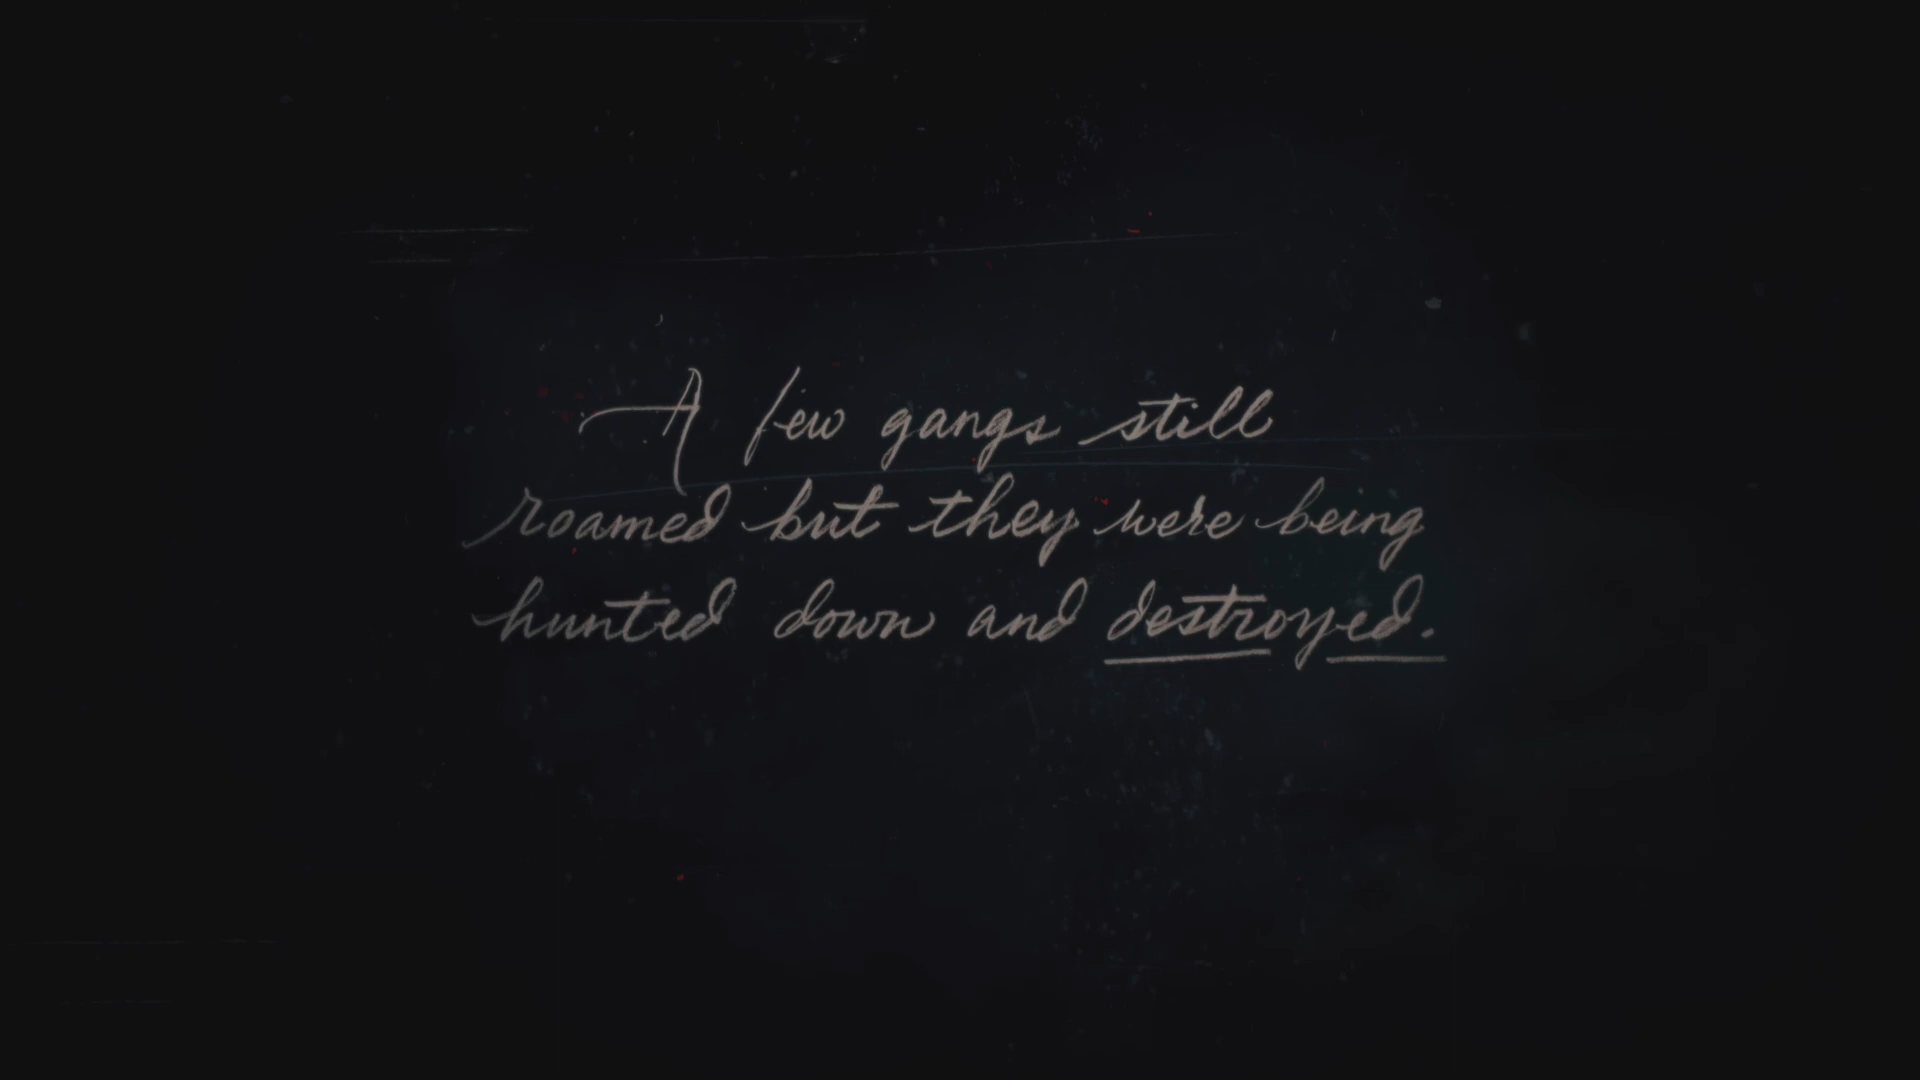 A few gangs still
roamed but they were being
hunted down and destroyed.